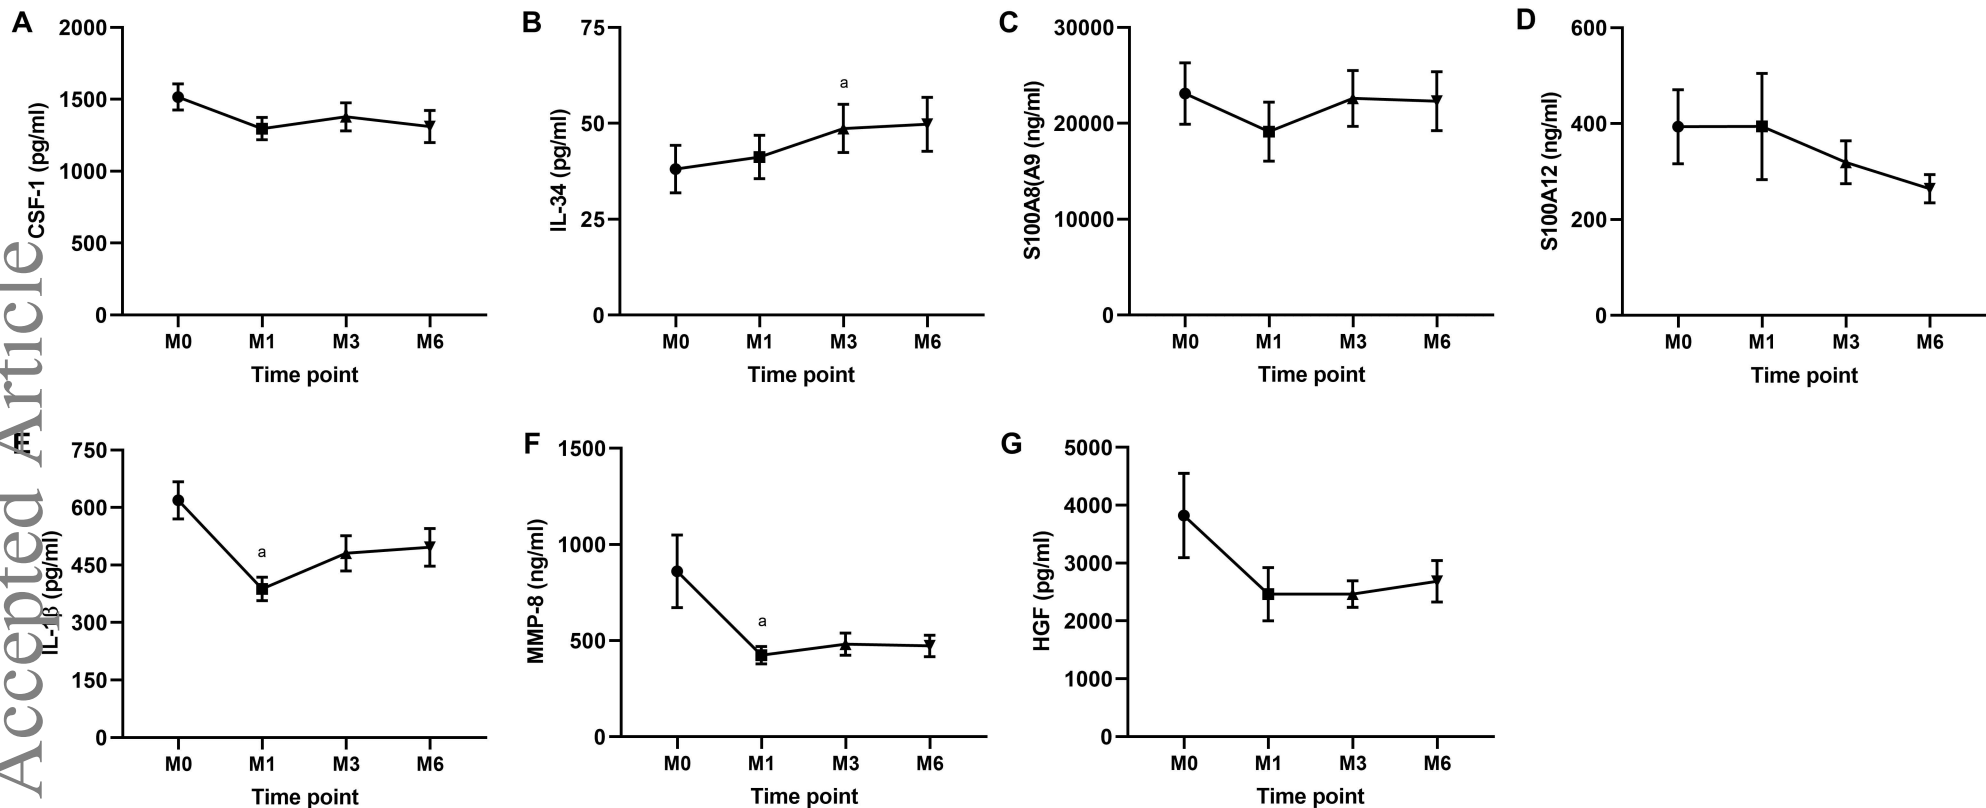 A
CSF-1 (pg/ml)
2000
1500
1000
500
0
M0 M1 M3 M6
Time point
B
IL-34 (pg/ml)
75
50
25
0
a
M0 M1 M3 M6
Time point
C
S100A8(A9 (ng/ml)
30000
20000
10000
0
M0 M1 M3 M6
Time point
D
S100A12 (ng/ml)
600
400
200
0
M0 M1 M3 M6
Time point
E
IL-1β (pg/ml)
750
600
450
300
150
0
a
M0 M1 M3 M6
Time point
F
MMP-8 (ng/ml)
1500
1000
500
0
a
M0 M1 M3 M6
Time point
G
HGF (pg/ml)
5000
4000
3000
2000
1000
0
M0 M1 M3 M6
Time point
Accepted Article